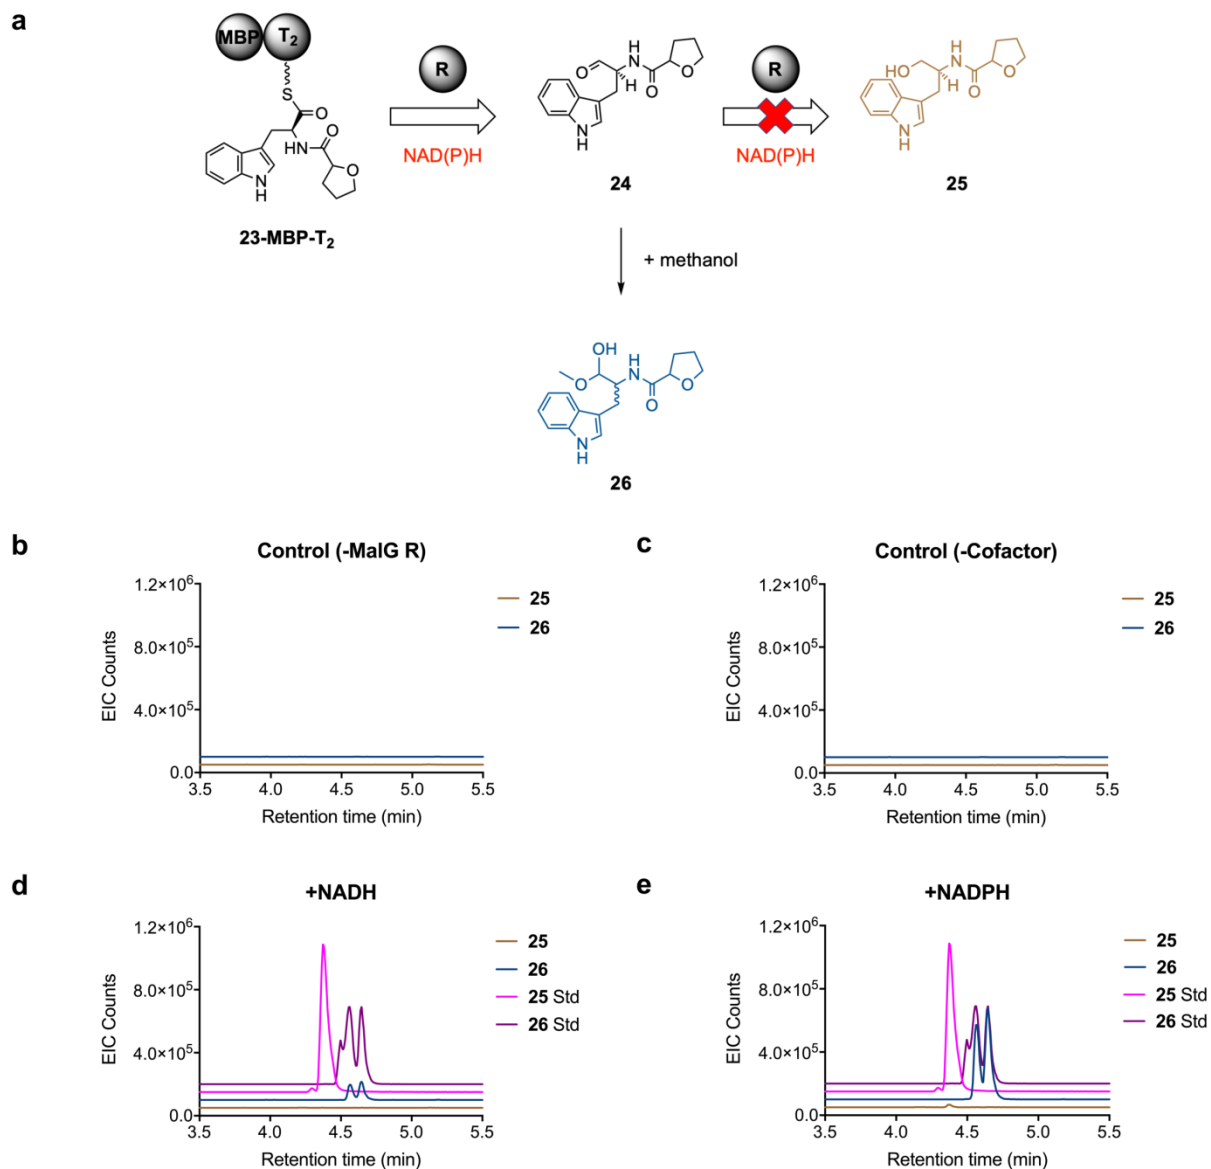 a
MBP T2
R
R
S
O
O
HN
O
N
H
NAD(P)H
O
H
N
H
O
O
N
H
NAD(P)H
HO
H
N
H
O
O
N
H
23-MBP-T2
24
25
+ methanol
OH
O
H
N
O
O
N
H
26
b
Control (-MalG R)
1.2×10^6
8.0×10^5
4.0×10^5
0.0
3.5 4.0 4.5 5.0 5.5
EIC Counts
Retention time (min)
25
26
c
Control (-Cofactor)
1.2×10^6
8.0×10^5
4.0×10^5
0.0
3.5 4.0 4.5 5.0 5.5
EIC Counts
Retention time (min)
25
26
d
+NADH
1.2×10^6
8.0×10^5
4.0×10^5
0.0
3.5 4.0 4.5 5.0 5.5
EIC Counts
Retention time (min)
25
26
25 Std
26 Std
e
+NADPH
1.2×10^6
8.0×10^5
4.0×10^5
0.0
3.5 4.0 4.5 5.0 5.5
EIC Counts
Retention time (min)
25
26
25 Std
26 Std